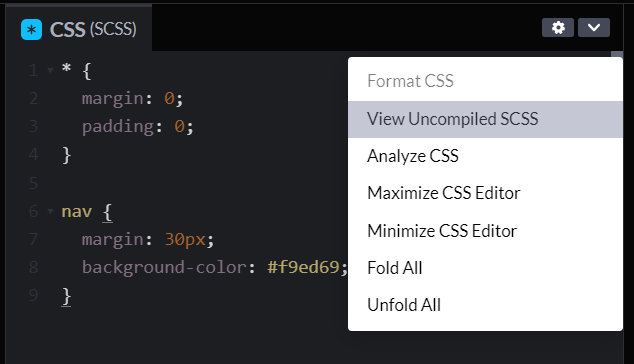 * CSS (SCSS)
1 * {
2 margin: 0;
3 padding: 0;
4 }
5
6 nav {
7 margin: 30px;
8 background-color: #f9ed69;
9 }
Format CSS
View Uncompiled SCSS
Analyze CSS
Maximize CSS Editor
Minimize CSS Editor
Fold All
Unfold All